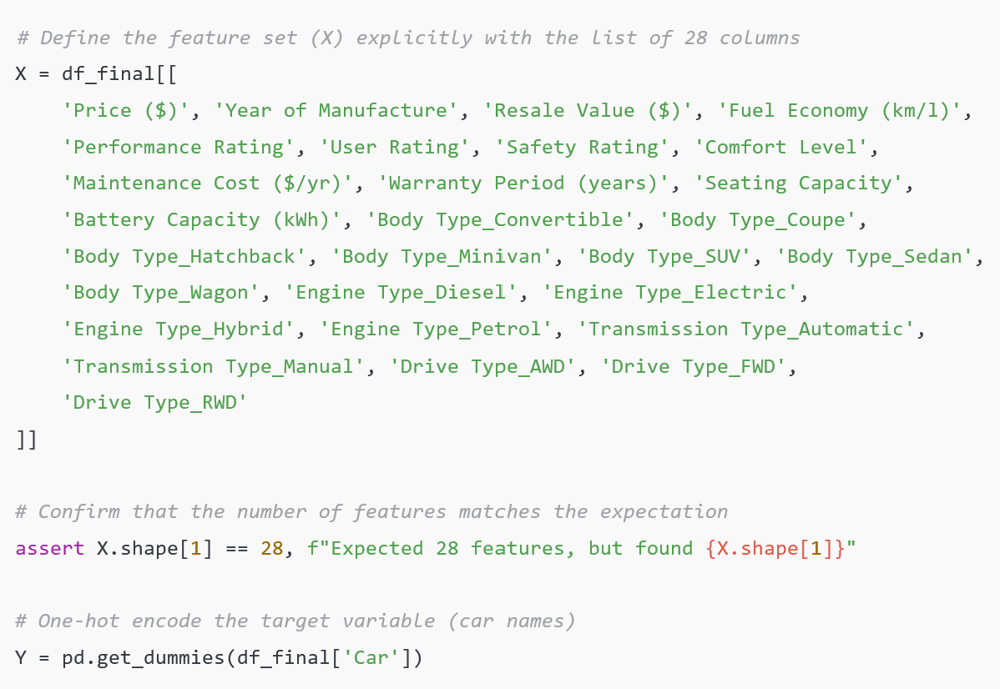 # Define the feature set (X) explicitly with the list of 28 columns
X = df_final[[
    'Price ($)', 'Year of Manufacture', 'Resale Value ($)', 'Fuel Economy (km/l)',
    'Performance Rating', 'User Rating', 'Safety Rating', 'Comfort Level',
    'Maintenance Cost ($/yr)', 'Warranty Period (years)', 'Seating Capacity',
    'Battery Capacity (kWh)', 'Body Type_Convertible', 'Body Type_Coupe',
    'Body Type_Hatchback', 'Body Type_Minivan', 'Body Type_SUV', 'Body Type_Sedan',
    'Body Type_Wagon', 'Engine Type_Diesel', 'Engine Type_Electric',
    'Engine Type_Hybrid', 'Engine Type_Petrol', 'Transmission Type_Automatic',
    'Transmission Type_Manual', 'Drive Type_AWD', 'Drive Type_FWD',
    'Drive Type_RWD'
]]
# Confirm that the number of features matches the expectation
assert X.shape[1] == 28, f"Expected 28 features, but found {X.shape[1]}"
# One-hot encode the target variable (car names)
Y = pd.get_dummies(df_final['Car'])